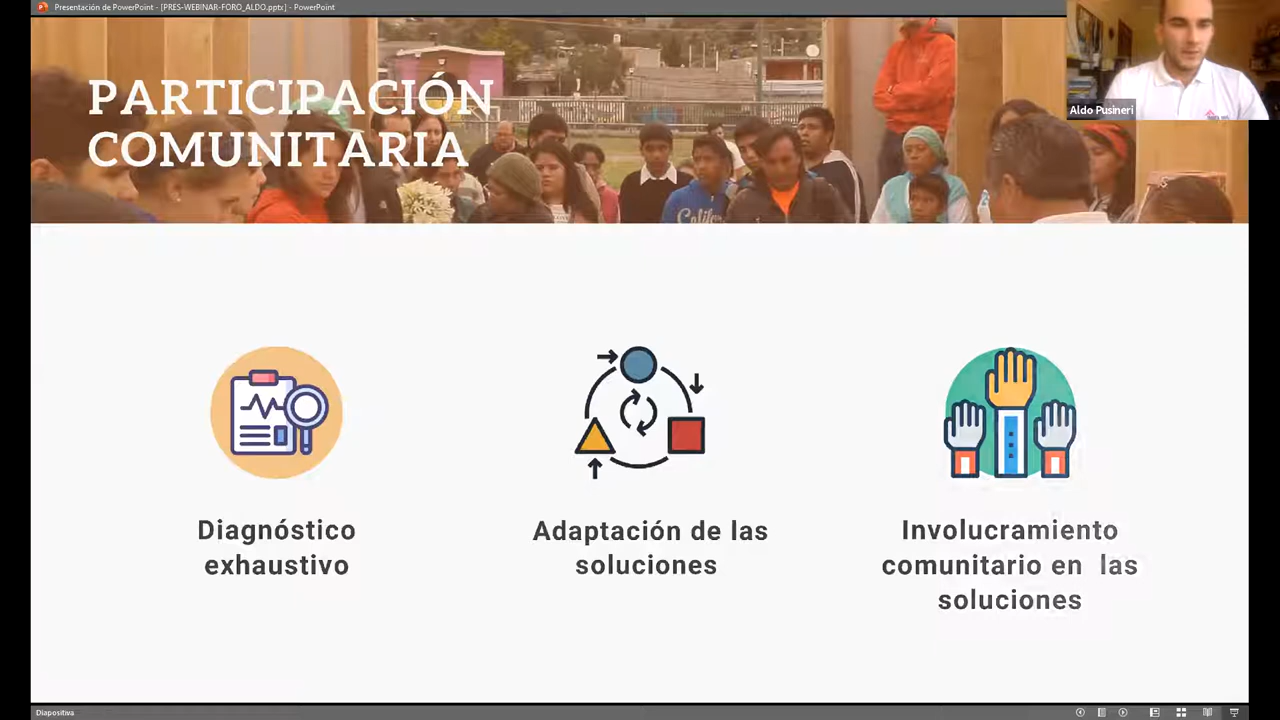 Presentación de PowerPoint - [PRES-WEBINAR-FORO_ALDO.pptx] - PowerPoint
PARTICIPACIÓN
COMUNITARIA
Aldo Pusineri
Diagnóstico
exhaustivo
Adaptación de las
soluciones
Involucramiento
comunitario en las
soluciones
Diapositiva